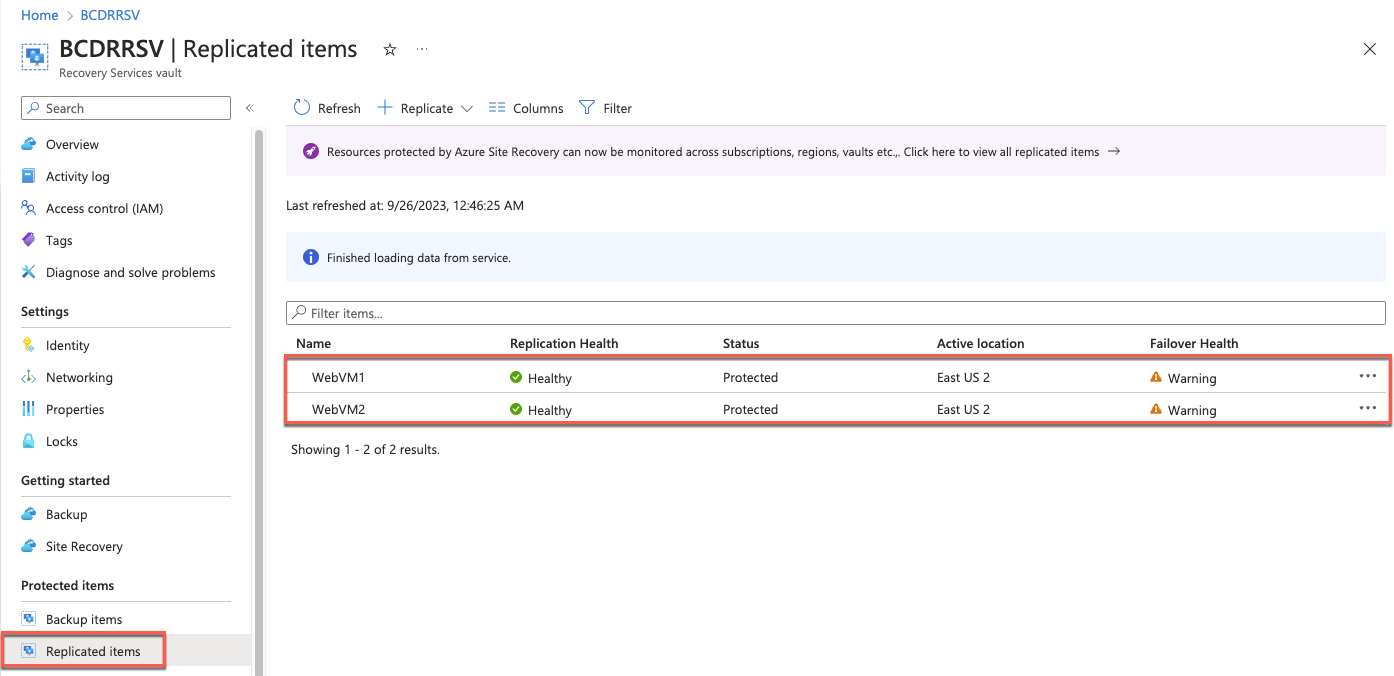 Home > BCDRRSV
BCDRRSV | Replicated items ☆ ...
Recovery Services vault
Search «
Overview
Activity log
Access control (IAM)
Tags
Diagnose and solve problems
Settings
Identity
Networking
Properties
Locks
Getting started
Backup
Site Recovery
Protected items
Backup items
Replicated items
Refresh Replicate Columns Filter
Resources protected by Azure Site Recovery can now be monitored across subscriptions, regions, vaults etc.,. Click here to view all replicated items →
Last refreshed at: 9/26/2023, 12:46:25 AM
Finished loading data from service.
Filter items...
Name Replication Health Status Active location Failover Health
WebVM1 Healthy Protected East US 2 Warning ...
WebVM2 Healthy Protected East US 2 Warning ...
Showing 1 - 2 of 2 results.